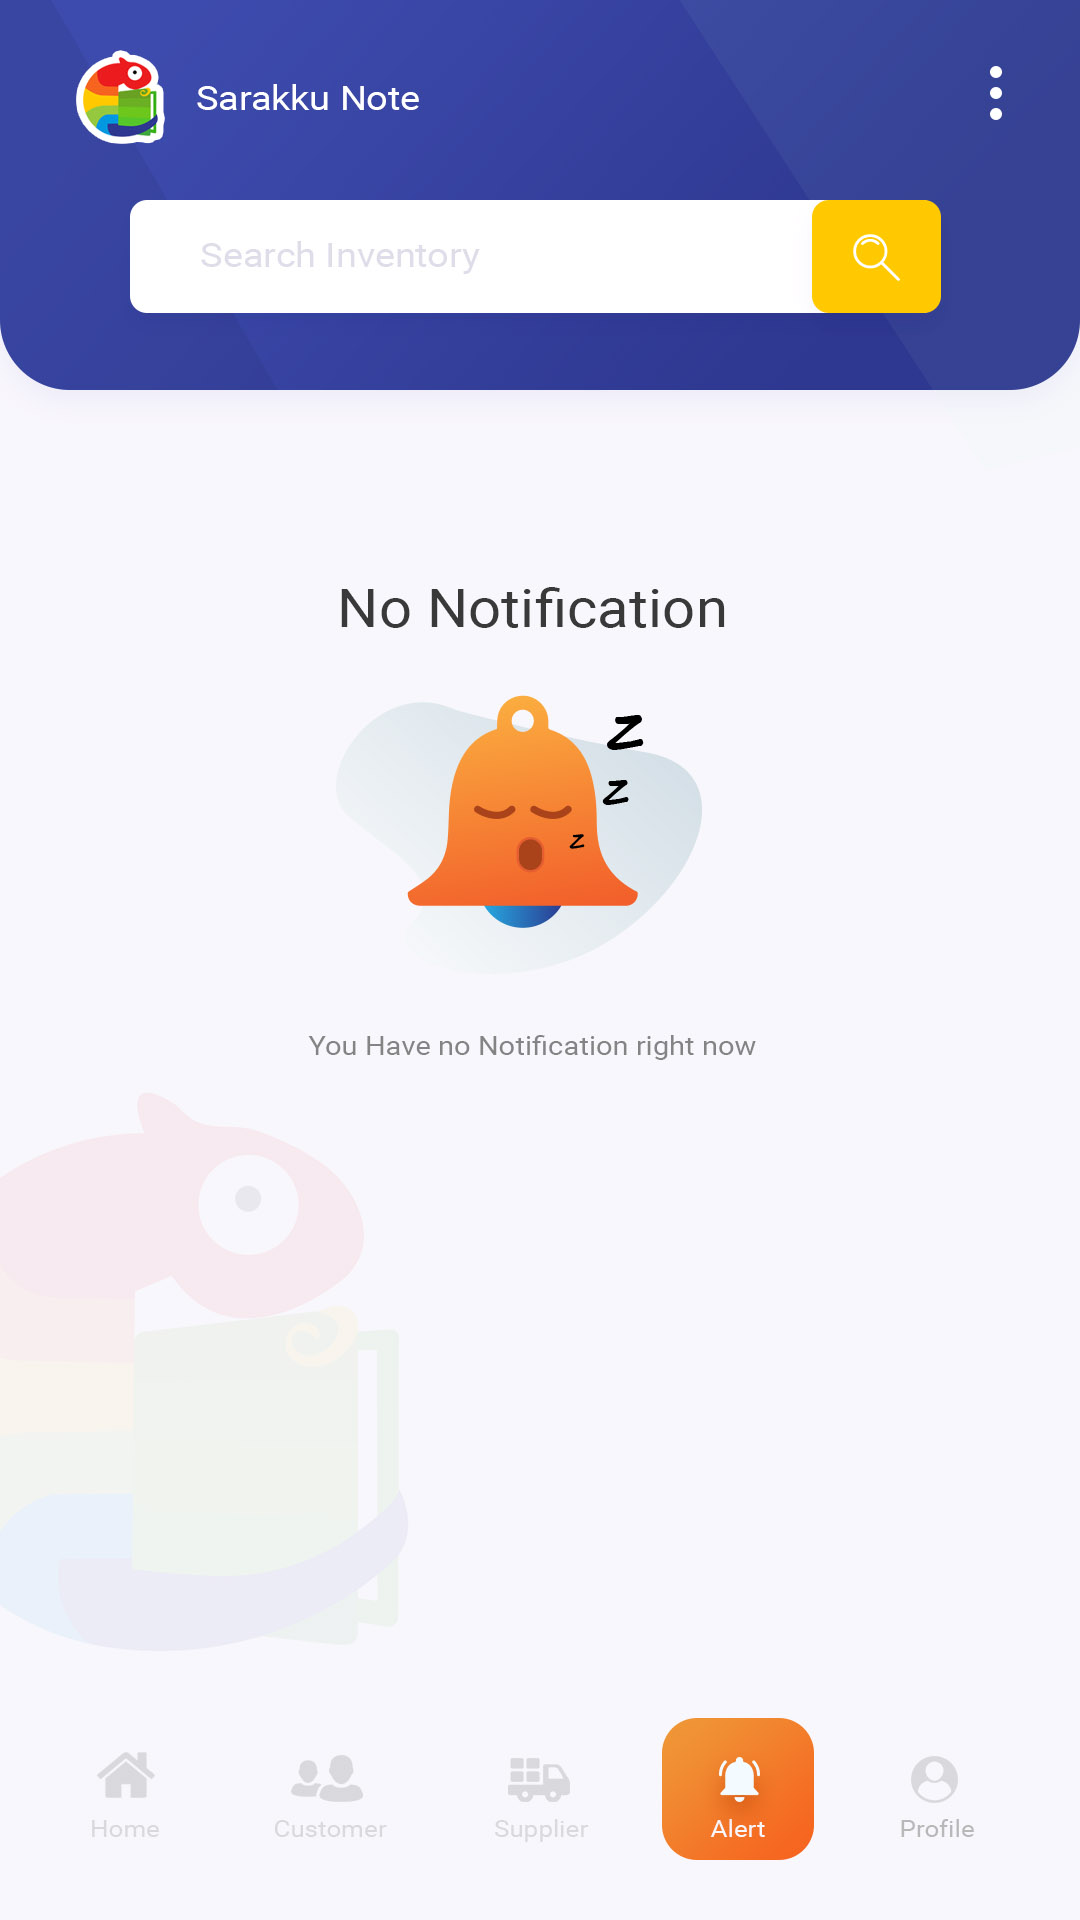 Sarakku Note
Search Inventory
No Notification
z
z
z
You Have no Notification right now
Home
Customer
Supplier
Alert
Profile